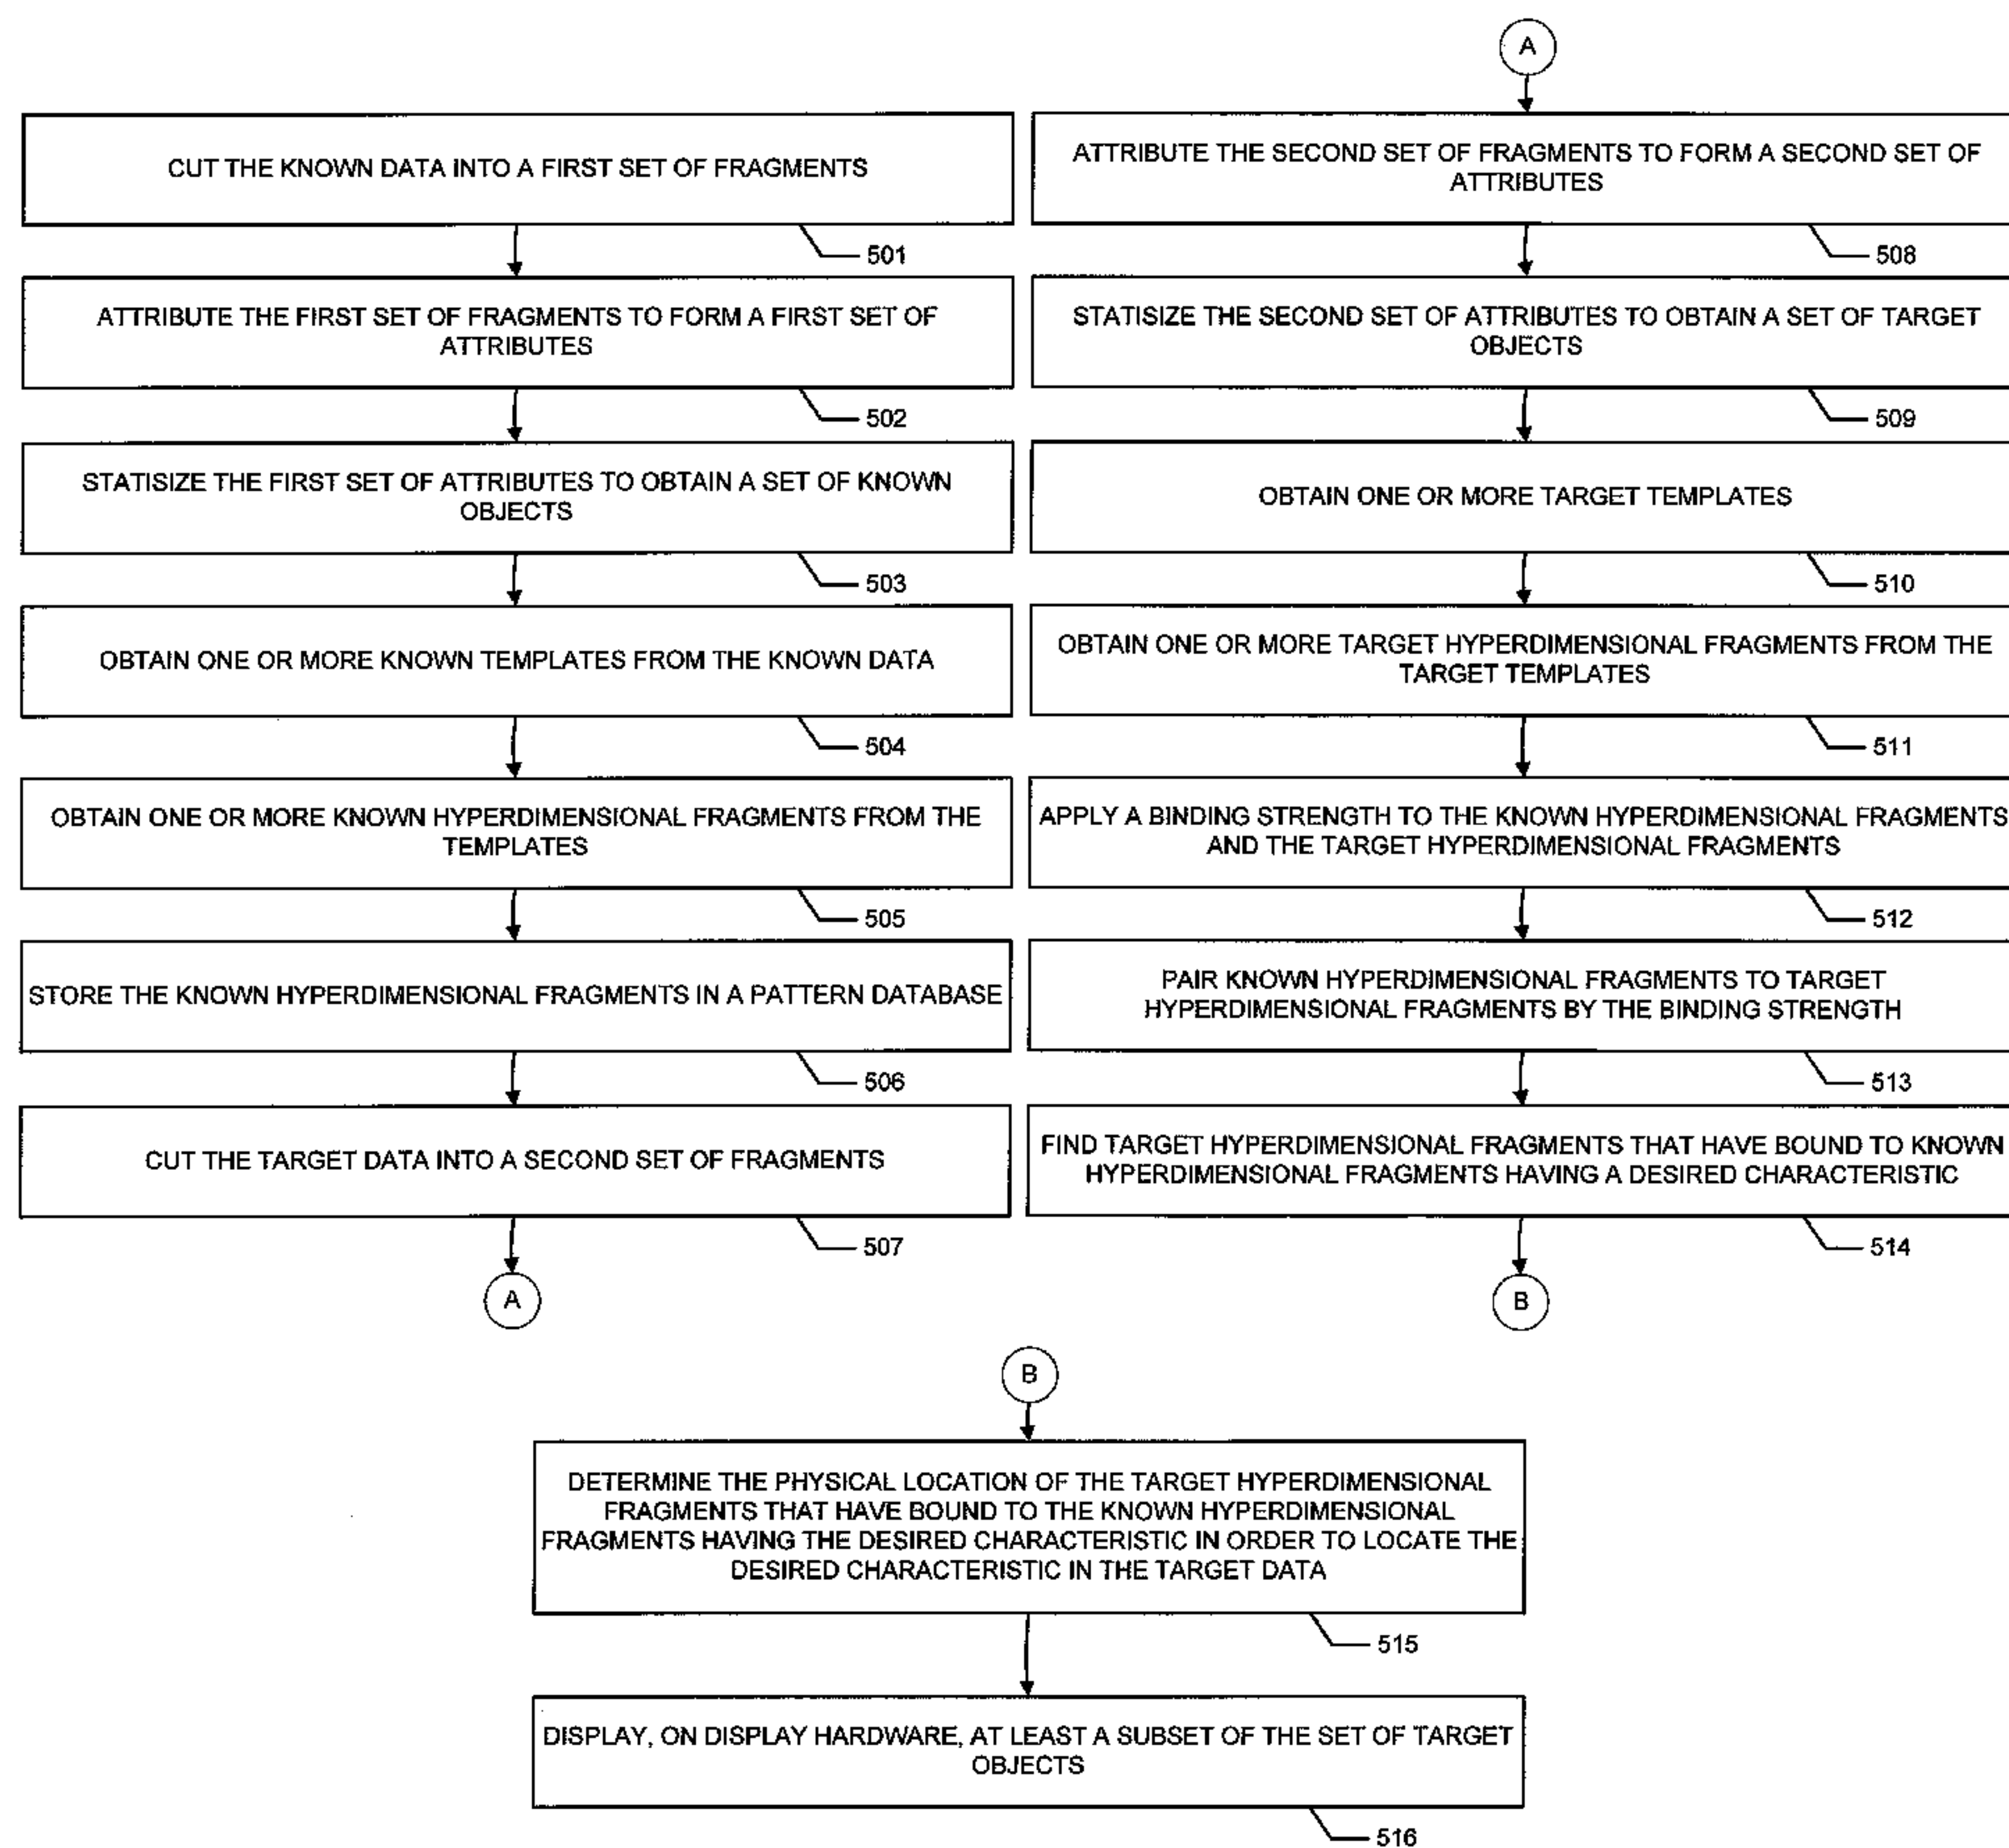 CUT THE KNOWN DATA INTO A FIRST SET OF FRAGMENTS
501
ATTRIBUTE THE FIRST SET OF FRAGMENTS TO FORM A FIRST SET OF
ATTRIBUTES
502
STATISIZE THE FIRST SET OF ATTRIBUTES TO OBTAIN A SET OF KNOWN
OBJECTS
503
OBTAIN ONE OR MORE KNOWN TEMPLATES FROM THE KNOWN DATA
504
OBTAIN ONE OR MORE KNOWN HYPERDIMENSIONAL FRAGMENTS FROM THE
TEMPLATES
505
STORE THE KNOWN HYPERDIMENSIONAL FRAGMENTS IN A PATTERN DATABASE
506
CUT THE TARGET DATA INTO A SECOND SET OF FRAGMENTS
507
A
A
ATTRIBUTE THE SECOND SET OF FRAGMENTS TO FORM A SECOND SET OF
ATTRIBUTES
508
STATISIZE THE SECOND SET OF ATTRIBUTES TO OBTAIN A SET OF TARGET
OBJECTS
509
OBTAIN ONE OR MORE TARGET TEMPLATES
510
OBTAIN ONE OR MORE TARGET HYPERDIMENSIONAL FRAGMENTS FROM THE
TARGET TEMPLATES
511
APPLY A BINDING STRENGTH TO THE KNOWN HYPERDIMENSIONAL FRAGMENTS
AND THE TARGET HYPERDIMENSIONAL FRAGMENTS
512
PAIR KNOWN HYPERDIMENSIONAL FRAGMENTS TO TARGET
HYPERDIMENSIONAL FRAGMENTS BY THE BINDING STRENGTH
513
FIND TARGET HYPERDIMENSIONAL FRAGMENTS THAT HAVE BOUND TO KNOWN
HYPERDIMENSIONAL FRAGMENTS HAVING A DESIRED CHARACTERISTIC
514
B
B
DETERMINE THE PHYSICAL LOCATION OF THE TARGET HYPERDIMENSIONAL
FRAGMENTS THAT HAVE BOUND TO THE KNOWN HYPERDIMENSIONAL
FRAGMENTS HAVING THE DESIRED CHARACTERISTIC IN ORDER TO LOCATE THE
DESIRED CHARACTERISTIC IN THE TARGET DATA
515
DISPLAY, ON DISPLAY HARDWARE, AT LEAST A SUBSET OF THE SET OF TARGET
OBJECTS
516